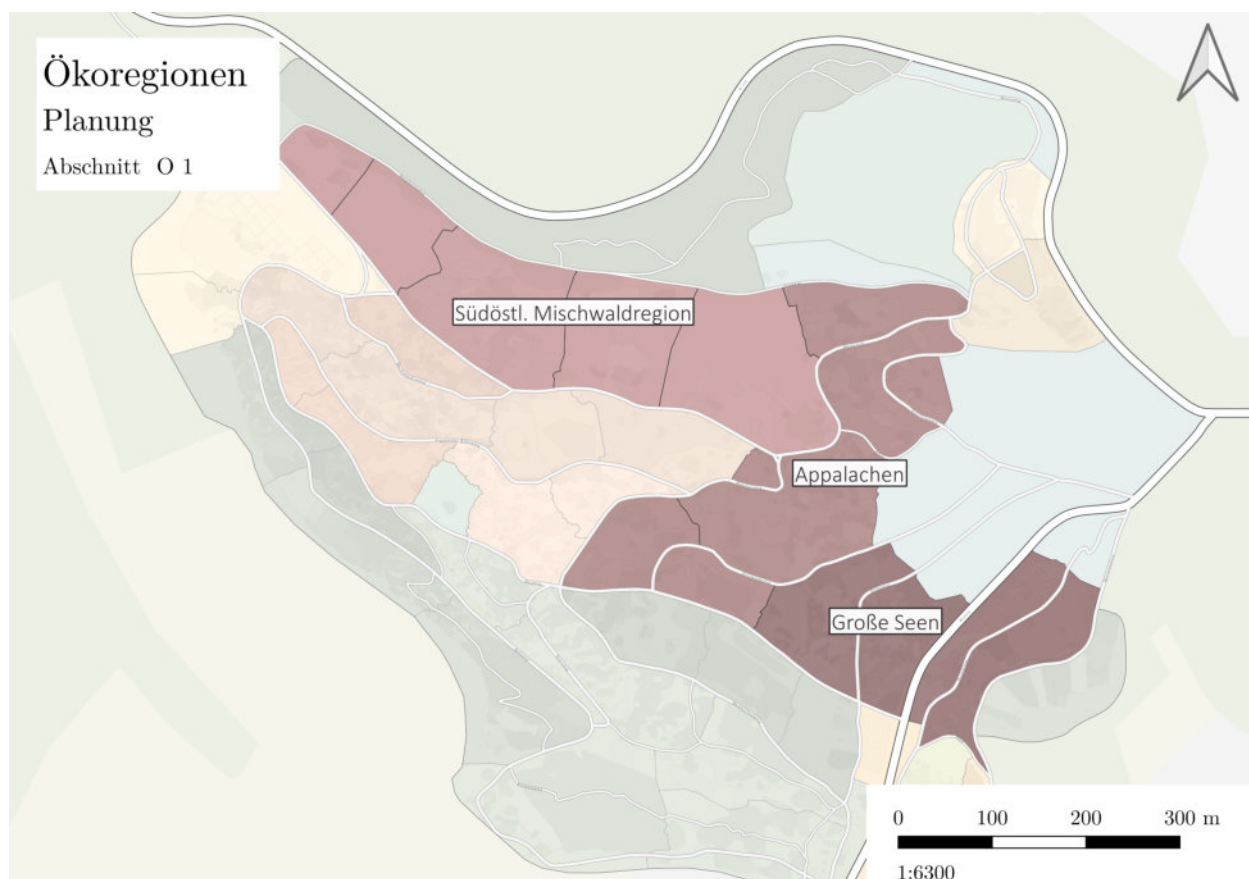 Ökoregionen
Planung
Abschnitt O 1
Südöstl. Mischwaldregion
Appalachen
Große Seen
0 100 200 300 m
1:6300